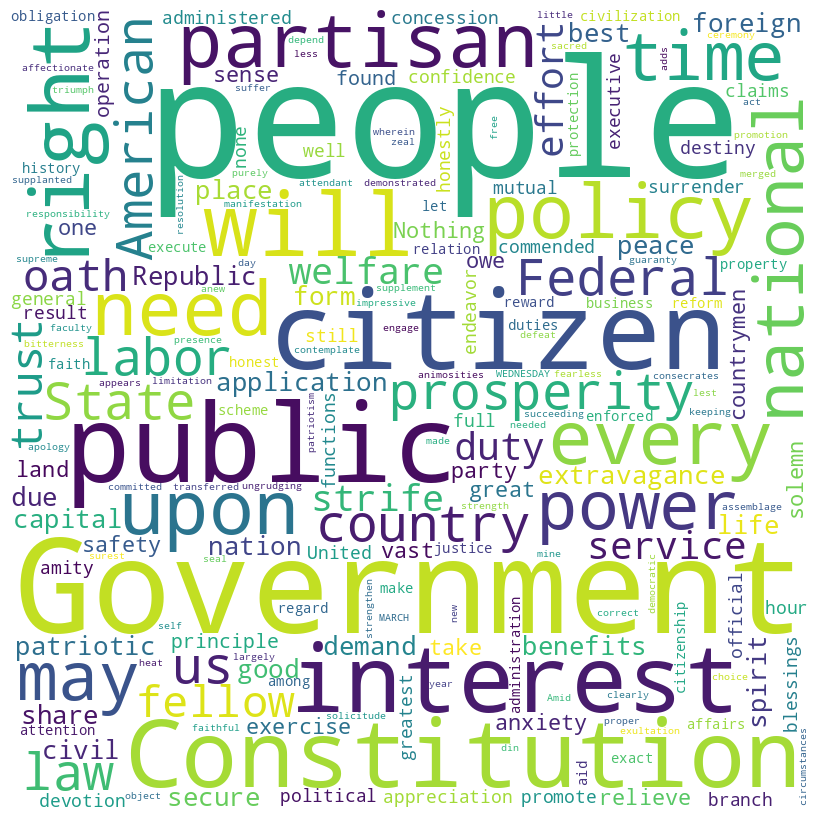 obligation
administered
concession
little
civilization
foreign
right
affectionate
triumph
operation
American
partisan
depend
less
sense
found
confidence
best
time
sacred
ceremony
adds
effort
executive
claims
people
suffer
wherein
zeal
free
act
protection
promotion
national
history
supplanted
none
well
honestly
destiny
merged
responsibility
one
purely
attendant
demonstrated
mutual
surrender
place
resolution
manifestation
let
will
Nothing
policy
execute
relation
commended
peace
supreme
oath
Republic
day
welfare
owe
Federal
guaranty
property
general
anew
supplement
form
impressive
endeavor
reward
business
reform
result
need
citizen
still
duties
countrymen
faculty
engage
defeat
trust
bitterness
presence
contemplate
faith
labor
honest
animosities
WEDNESDAY
fearless
consecrates
appears
limitation
application
prosperity
lest
State
scheme
patriotism
full
succeeding
enforced
keeping
apology
public
functions
made
needed
duty
every
solemn
land
party
extravagance
due
committed
transferred
ungrudging
strife
great
strength
capital
upon
country
power
life
assemblage
safety
nation
United
vast
justice
service
mine
amity
surest
seal
Government
regard
make
strengthen
MARCH
new
correct
democratic
hour
self
patriotic
principle
demand
take
administration
benefits
citizenship
official
spirit
blessings
may
heat
us
largely
good
among
year
interest
Amid
clearly
choice
share
fellow
solicitude
greatest
anxiety
affairs
attention
faithful
exercise
proper
exultation
law
civil
Constitution
din
aid
exact
circumstances
devotion
object
secure
political
appreciation
promote
relieve
branch